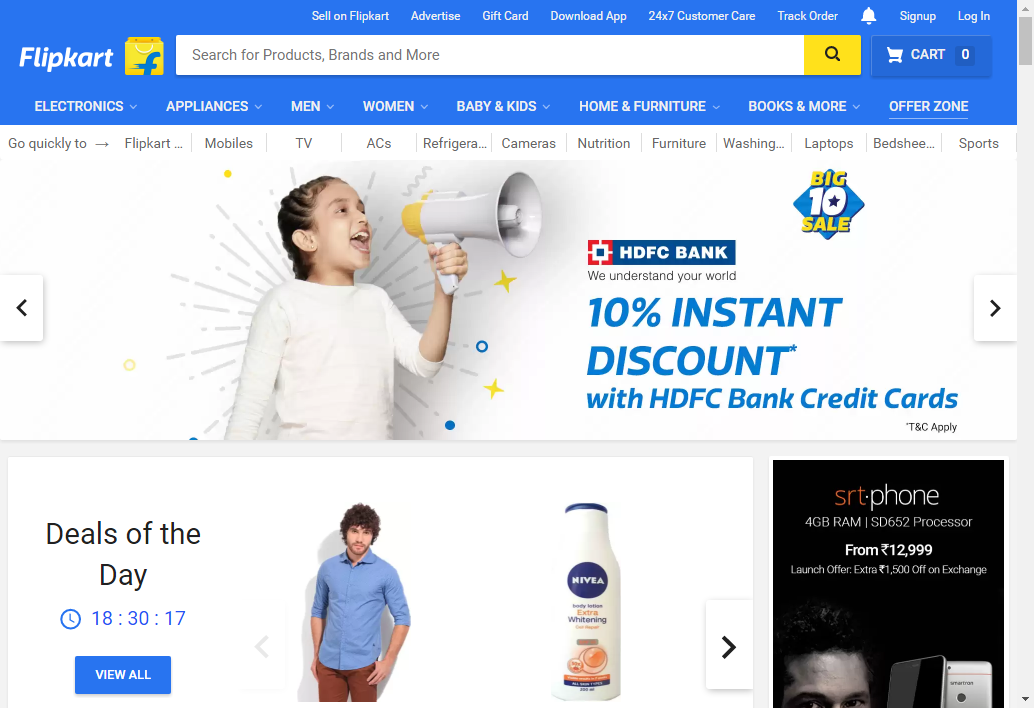 Sell on Flipkart Advertise Gift Card Download App 24x7 Customer Care Track Order Signup Log In
Flipkart
Search for Products, Brands and More
CART 0
ELECTRONICS APPLIANCES MEN WOMEN BABY & KIDS HOME & FURNITURE BOOKS & MORE OFFER ZONE
Go quickly to → Flipkart ... Mobiles TV ACs Refrigera... Cameras Nutrition Furniture Washing... Laptops Bedshee... Sports
BIG
10
SALE
HDFC BANK
We understand your world
10% INSTANT
DISCOUNT*
with HDFC Bank Credit Cards
*T&C Apply
Deals of the
Day
18 : 30 : 17
VIEW ALL
NIVEA
body lotion
Extra
Whitening
srt·phone
4GB RAM | SD652 Processor
From ₹12,999
Launch Offer: Extra ₹1,500 Off on Exchange
smartron